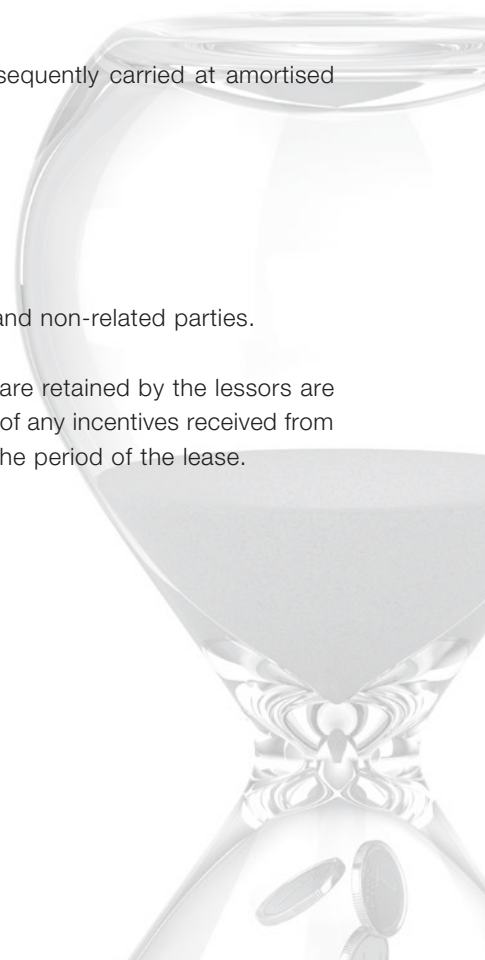 sequently carried at amortised
and non-related parties.
are retained by the lessors are
of any incentives received from
he period of the lease.